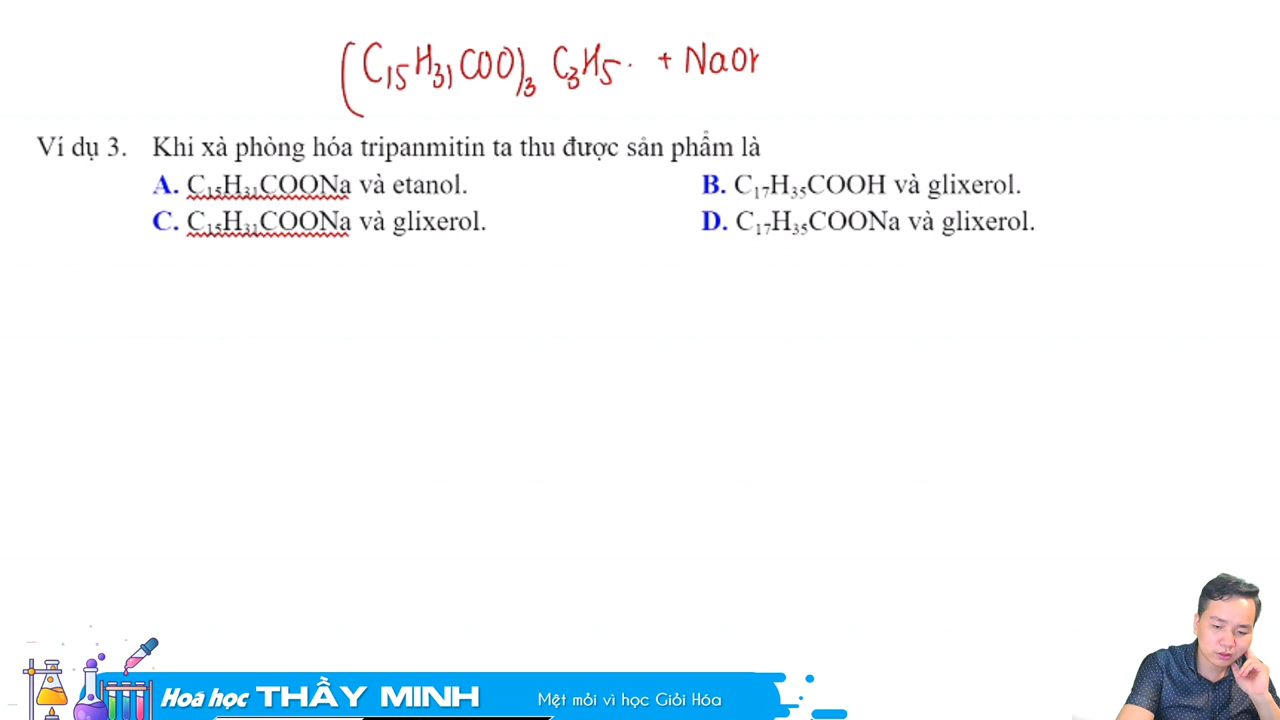 (C₁₅H₃₁COO)₃ C₃H₅. + NaOH
Ví dụ 3. Khi xà phòng hóa tripanmitin ta thu được sản phẩm là
A. C₁₅H₃₁COONa và etanol. B. C₁₇H₃₅COOH và glixerol.
C. C₁₅H₃₁COONa và glixerol. D. C₁₇H₃₅COONa và glixerol.
Hoá học THẦY MINH Mệt mỏi vì học Giỏi Hóa